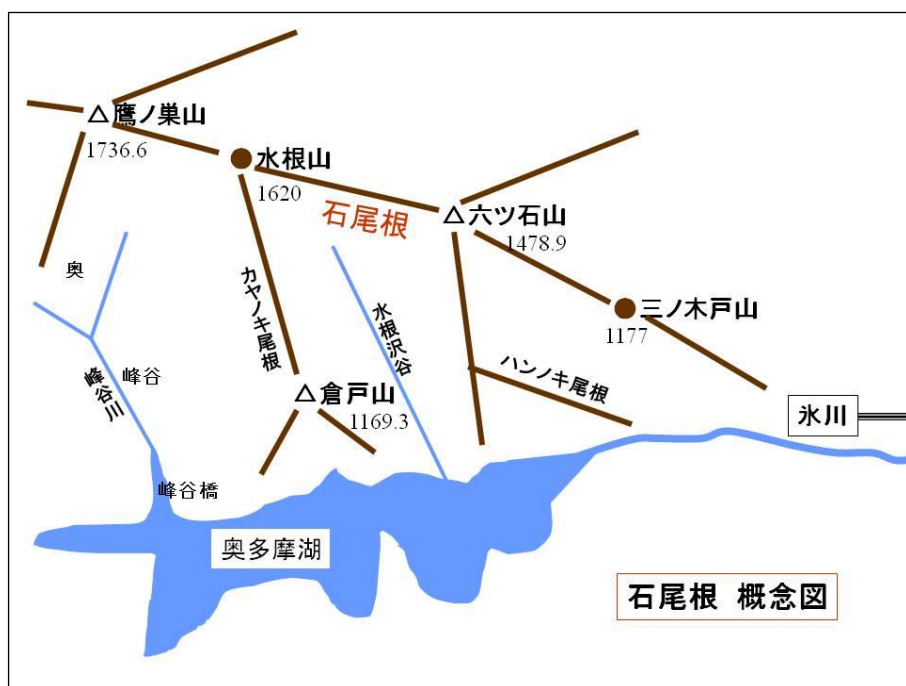 △鷹ノ巣山
1736.6
水根山
1620
石尾根
△六ツ石山
1478.9
奥
カヤノキ尾根
水根沢谷
三ノ木戸山
1177
峰谷
峰谷川
ハンノキ尾根
△倉戸山
1169.3
氷川
峰谷橋
奥多摩湖
石尾根 概念図